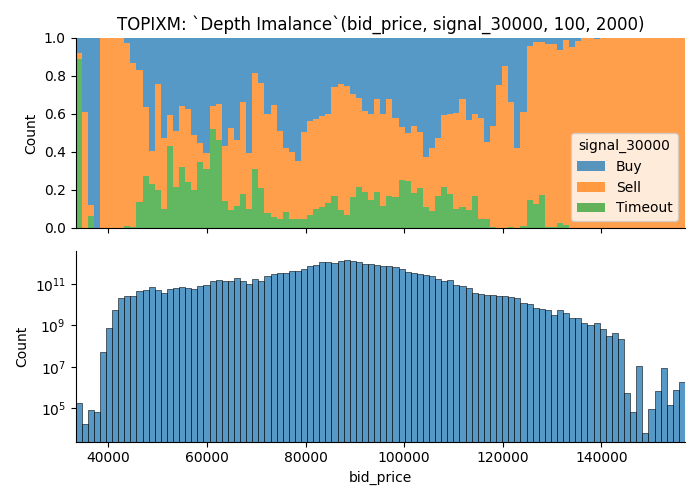 TOPIXM: `Depth Imalance`(bid_price, signal_30000, 100, 2000)
1.0
0.8
0.6
0.4
0.2
0.0
Count
signal_30000
Buy
Sell
Timeout
10^11
10^9
10^7
10^5
Count
40000 60000 80000 100000 120000 140000
bid_price